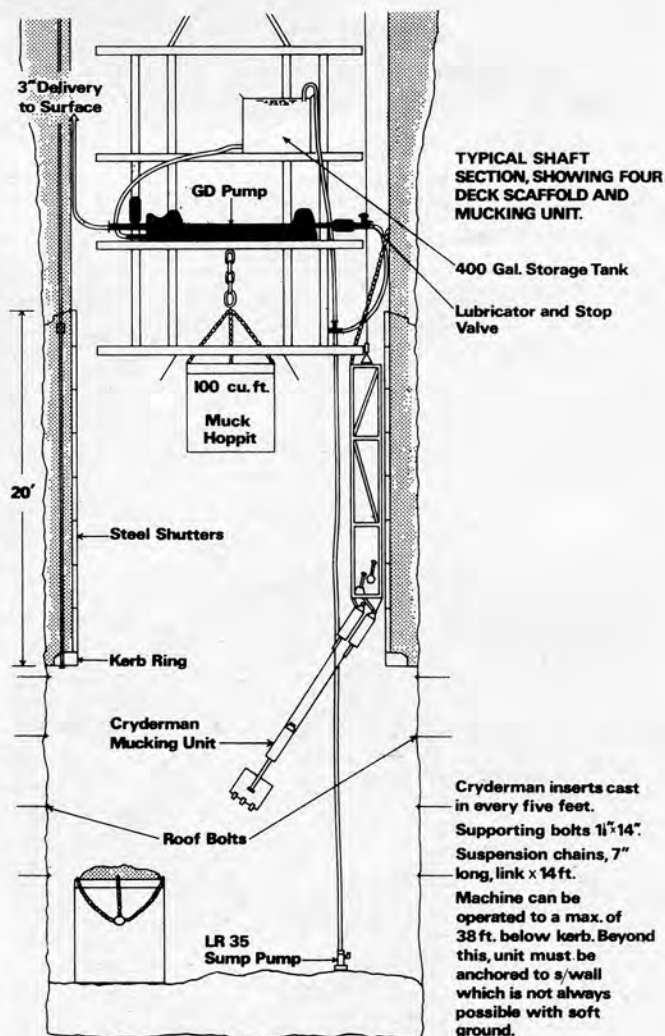 3" Delivery
to Surface
GD Pump
TYPICAL SHAFT
SECTION, SHOWING FOUR
DECK SCAFFOLD AND
MUCKING UNIT.
400 Gal. Storage Tank
Lubricator and Stop
Valve
100 cu. ft.
Muck
Hoppit
20'
Steel Shutters
Kerb Ring
Cryderman
Mucking Unit
Roof Bolts
LR 35
Sump Pump
Cryderman inserts cast
in every five feet.
Supporting bolts 14".
Suspension chains, 7"
long, link x 14 ft.
Machine can be
operated to a max. of
38 ft. below kerb. Beyond
this, unit must be
anchored to s/wall
which is not always
possible with soft
ground.